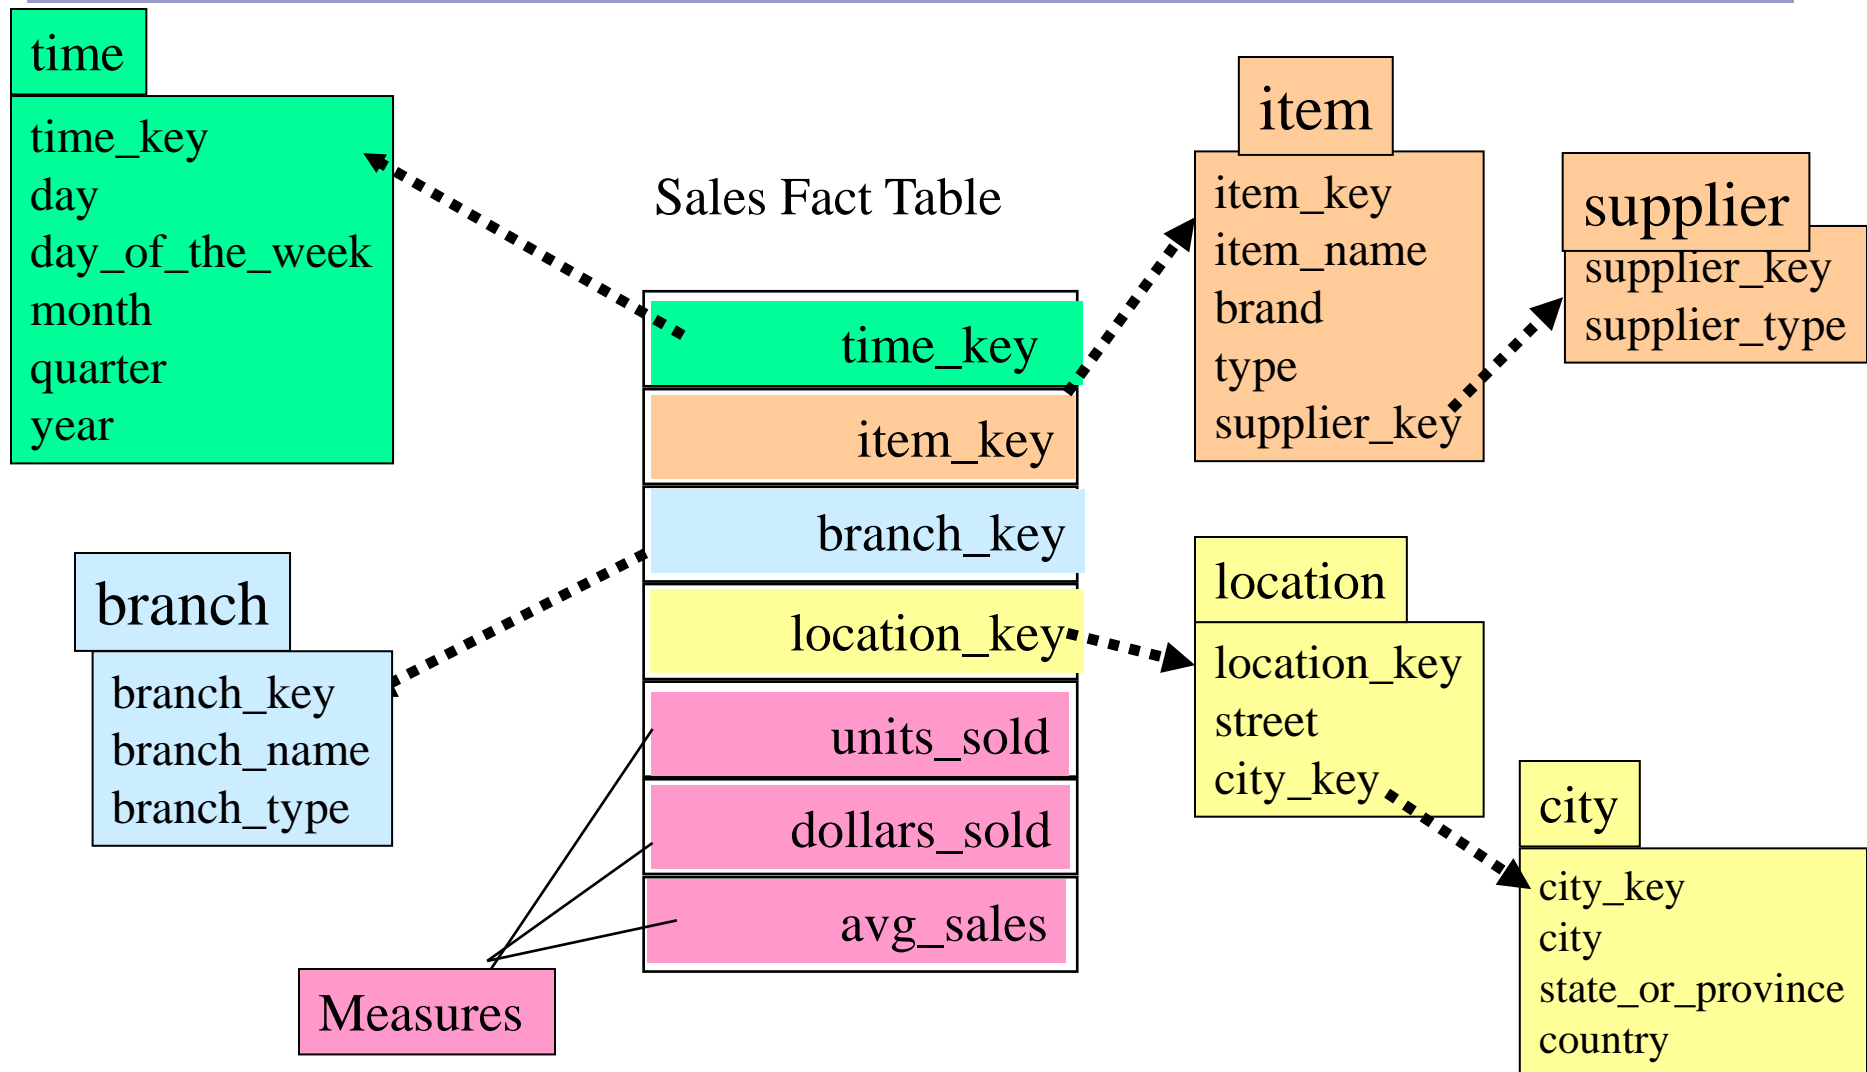 time
time_key
day
day_of_the_week
month
quarter
year
Sales Fact Table
time_key
item_key
branch_key
location_key
units_sold
dollars_sold
avg_sales
item
item_key
item_name
brand
type
supplier_key
supplier
supplier_key
supplier_type
branch
branch_key
branch_name
branch_type
location
location_key
street
city_key
city
city_key
city
state_or_province
country
Measures